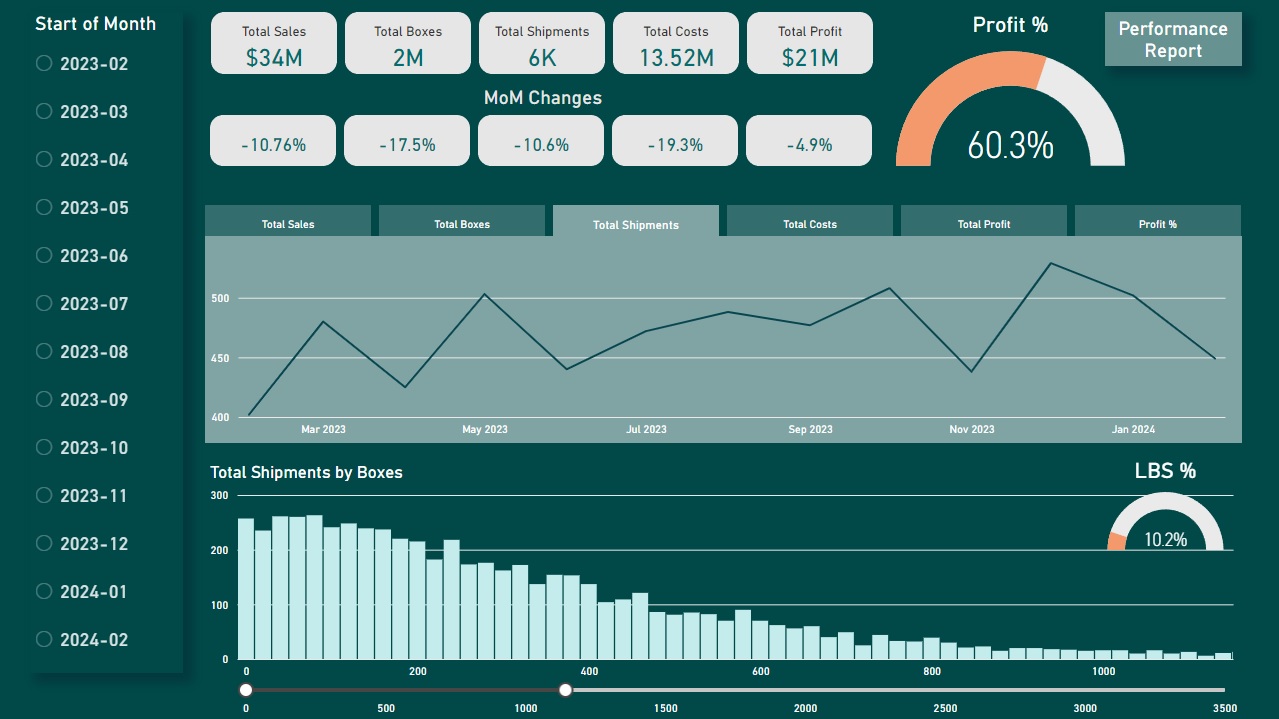 Start of Month
2023-02
2023-03
2023-04
2023-05
2023-06
2023-07
2023-08
2023-09
2023-10
2023-11
2023-12
2024-01
2024-02
Total Sales
$34M
Total Boxes
2M
Total Shipments
6K
Total Costs
13.52M
Total Profit
$21M
MoM Changes
-10.76%
-17.5%
-10.6%
-19.3%
-4.9%
Profit %
60.3%
Performance
Report
Total Sales
Total Boxes
Total Shipments
Total Costs
Total Profit
Profit %
500
450
400
Mar 2023
May 2023
Jul 2023
Sep 2023
Nov 2023
Jan 2024
Total Shipments by Boxes
LBS %
10.2%
300
200
100
0
0
200
400
600
800
1000
0
500
1000
1500
2000
2500
3000
3500